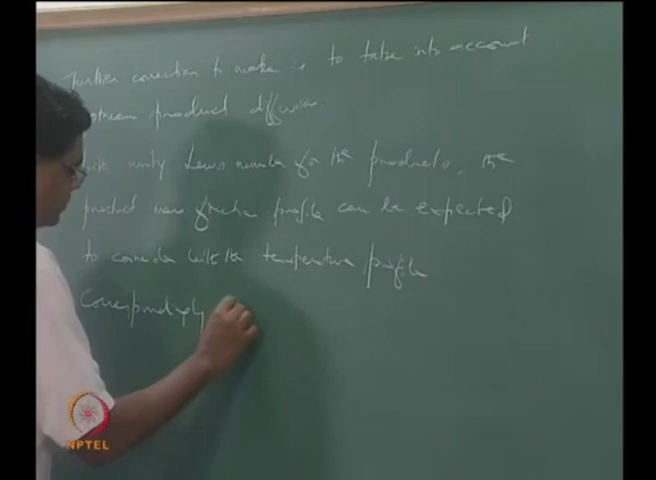 Further correction to make is to take into account
upstream product diffusion.
with unity Lewis number for the products, the
product mass fraction profile can be expected
to coincide with the temperature profile
Correspondingly
NPTEL